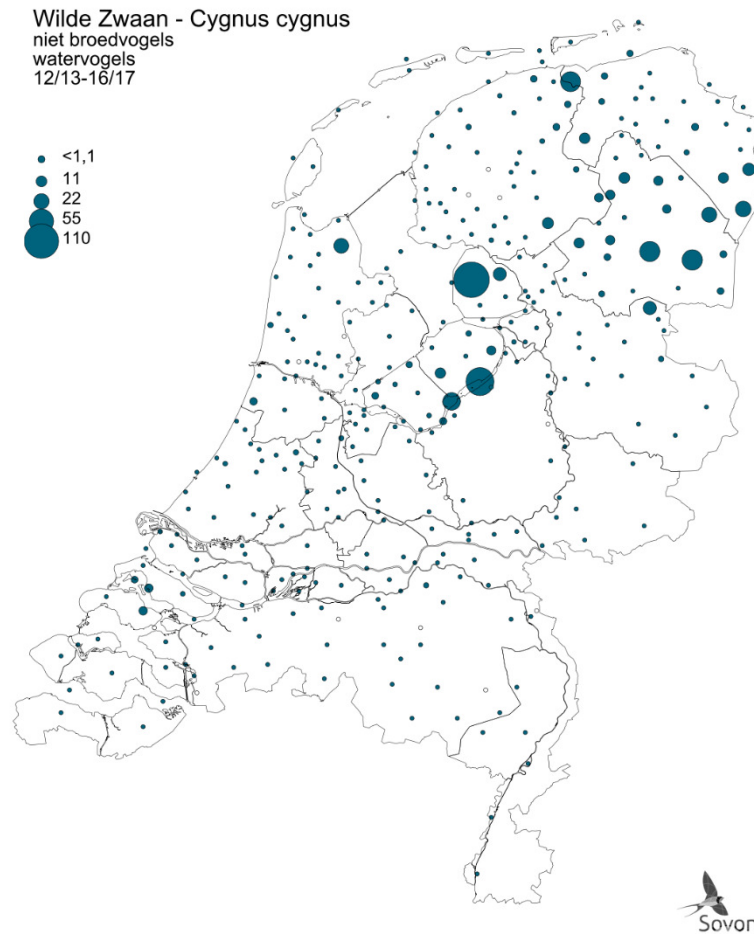 Wilde Zwaan - Cygnus cygnus
niet broedvogels
watervogels
12/13-16/17
<1,1
11
22
55
110
Sovon